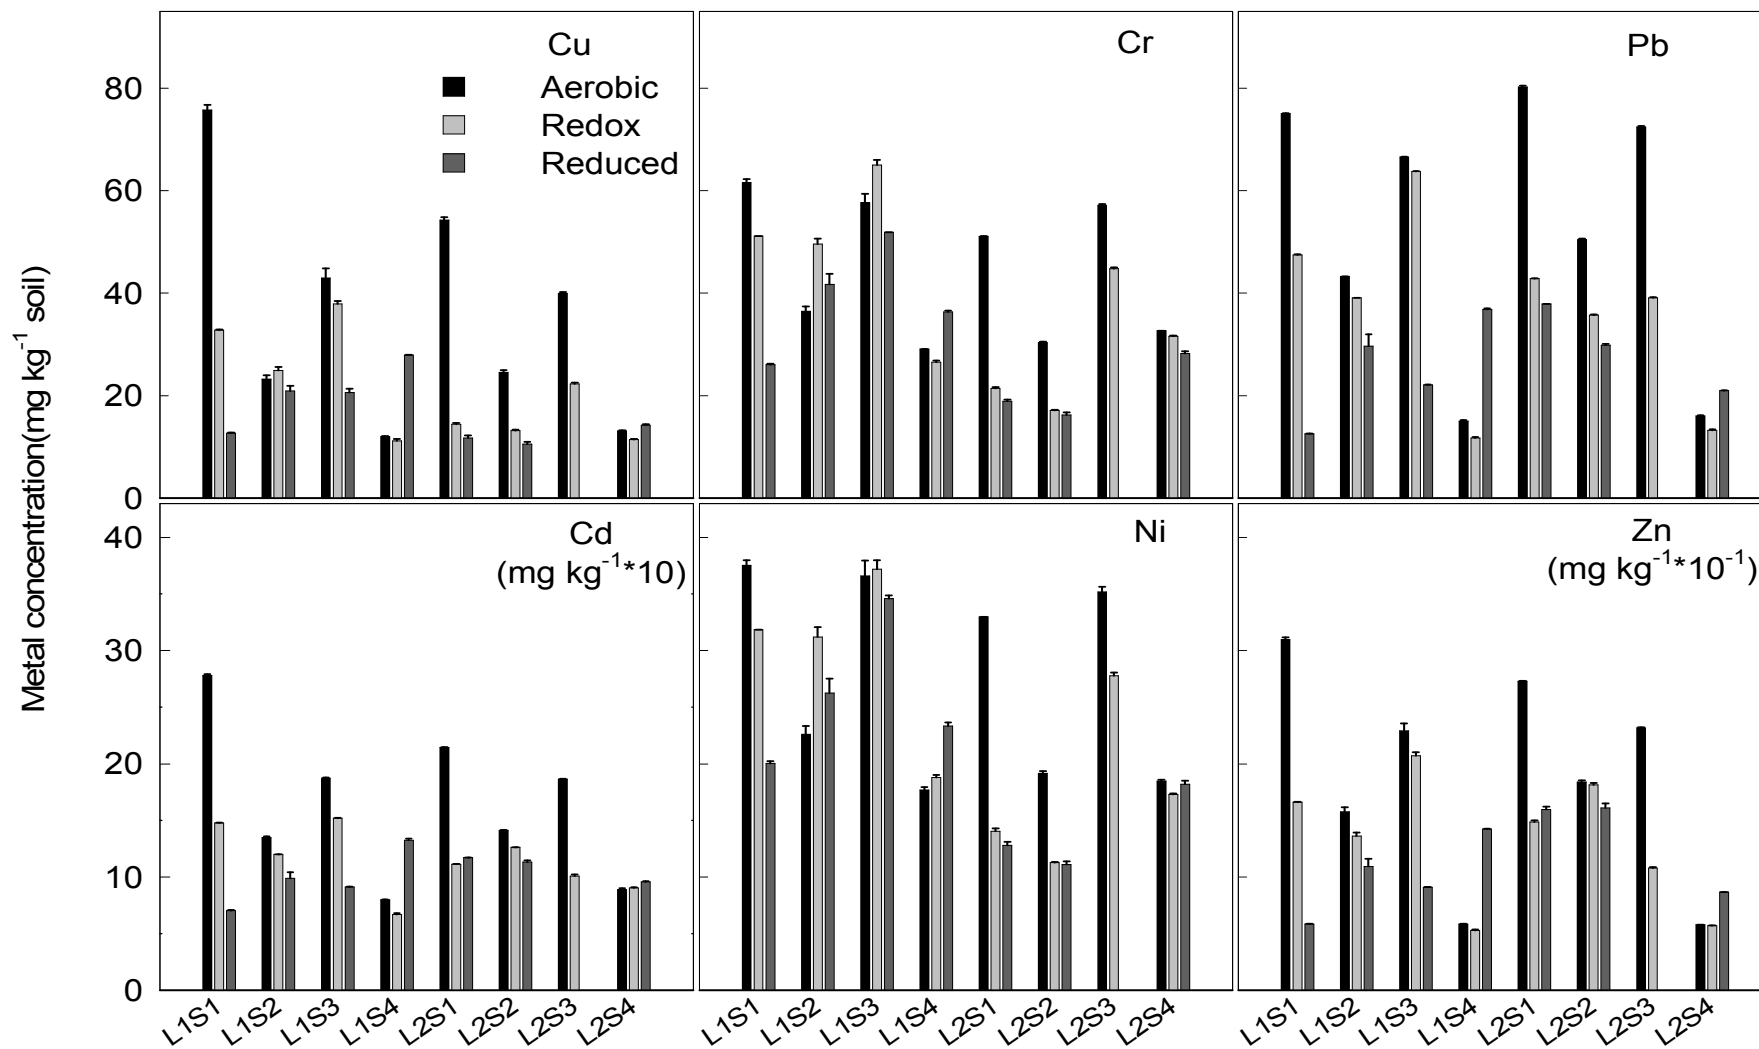 Cu
Aerobic
Redox
Reduced
Cr
Pb
80
60
40
20
0
Metal concentration(mg kg⁻¹ soil)
Cd
(mg kg⁻¹*10)
Ni
Zn
(mg kg⁻¹*10⁻¹)
40
30
20
10
0
L1S1 L1S2 L1S3 L1S4 L2S1 L2S2 L2S3 L2S4
L1S1 L1S2 L1S3 L1S4 L2S1 L2S2 L2S3 L2S4
L1S1 L1S2 L1S3 L1S4 L2S1 L2S2 L2S3 L2S4